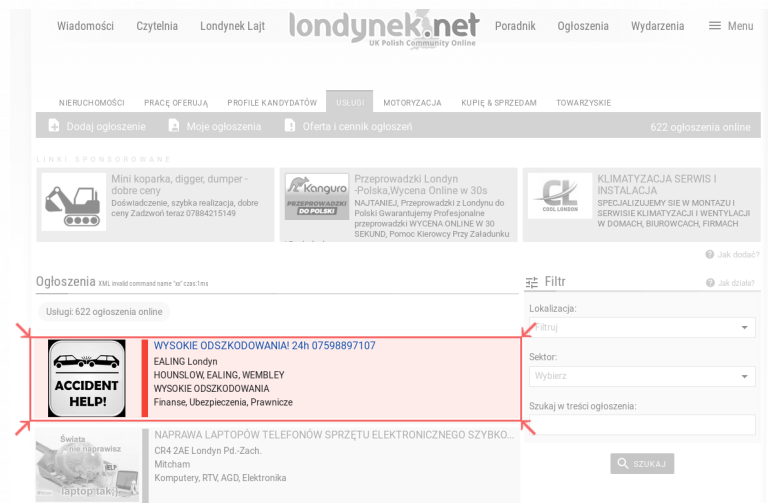 Wiadomości Czytelnia Londynek Lajt londynek.net Poradnik Ogłoszenia Wydarzenia Menu
UK Polish Community Online
NIERUCHOMOŚCI PRACĘ OFERUJĄ PROFILE KANDYDATÓW USŁUGI MOTORYZACJA KUPIĘ & SPRZEDAM TOWARZYSKIE
Dodaj ogłoszenie Moje ogłoszenia Oferta i cennik ogłoszeń 622 ogłoszenia online
LINKI SPONSOROWANE
Mini koparka, digger, dumper -
dobre ceny
Doświadczenie, szybka realizacja, dobre
ceny Zadzwoń teraz 07884215149
Kanguro
PRZEPROWADZKI
DO POLSKI
Przeprowadzki Londyn
-Polska,Wycena Online w 30s
NAJTANIEJ, Przeprowadzki z Londynu do
Polski Gwarantujemy Profesjonalne
przeprowadzki WYCENA ONLINE W 30
SEKUND, Pomoc Kierowcy Przy Załadunku
CL
COOL LONDON
KLIMATYZACJA SERWIS I
INSTALACJA
SPECJALIZUJEMY SIE W MONTAZU I
SERWISIE KLIMATYZACJI I WENTYLACJI
W DOMACH, BIUROWCACH, FIRMACH
Jak dodać?
Ogłoszenia XML invalid command name "xx" czas:1ms
Usługi: 622 ogłoszenia online
ACCIDENT
HELP!
WYSOKIE ODSZKODOWANIA! 24h 07598897107
EALING Londyn
HOUNSLOW, EALING, WEMBLEY
WYSOKIE ODSZKODOWANIA
Finanse, Ubezpieczenia, Prawnicze
Świata
nie naprawisz
HELP
laptop tak,
NAPRAWA LAPTOPÓW TELEFONÓW SPRZĘTU ELEKTRONICZNEGO SZYBKO...
CR4 2AE Londyn Pd.-Zach.
Mitcham
Komputery, RTV, AGD, Elektronika
Filtr Jak działa?
Lokalizacja:
Filtruj
Sektor:
Wybierz
Szukaj w treści ogłoszenia:
SZUKAJ